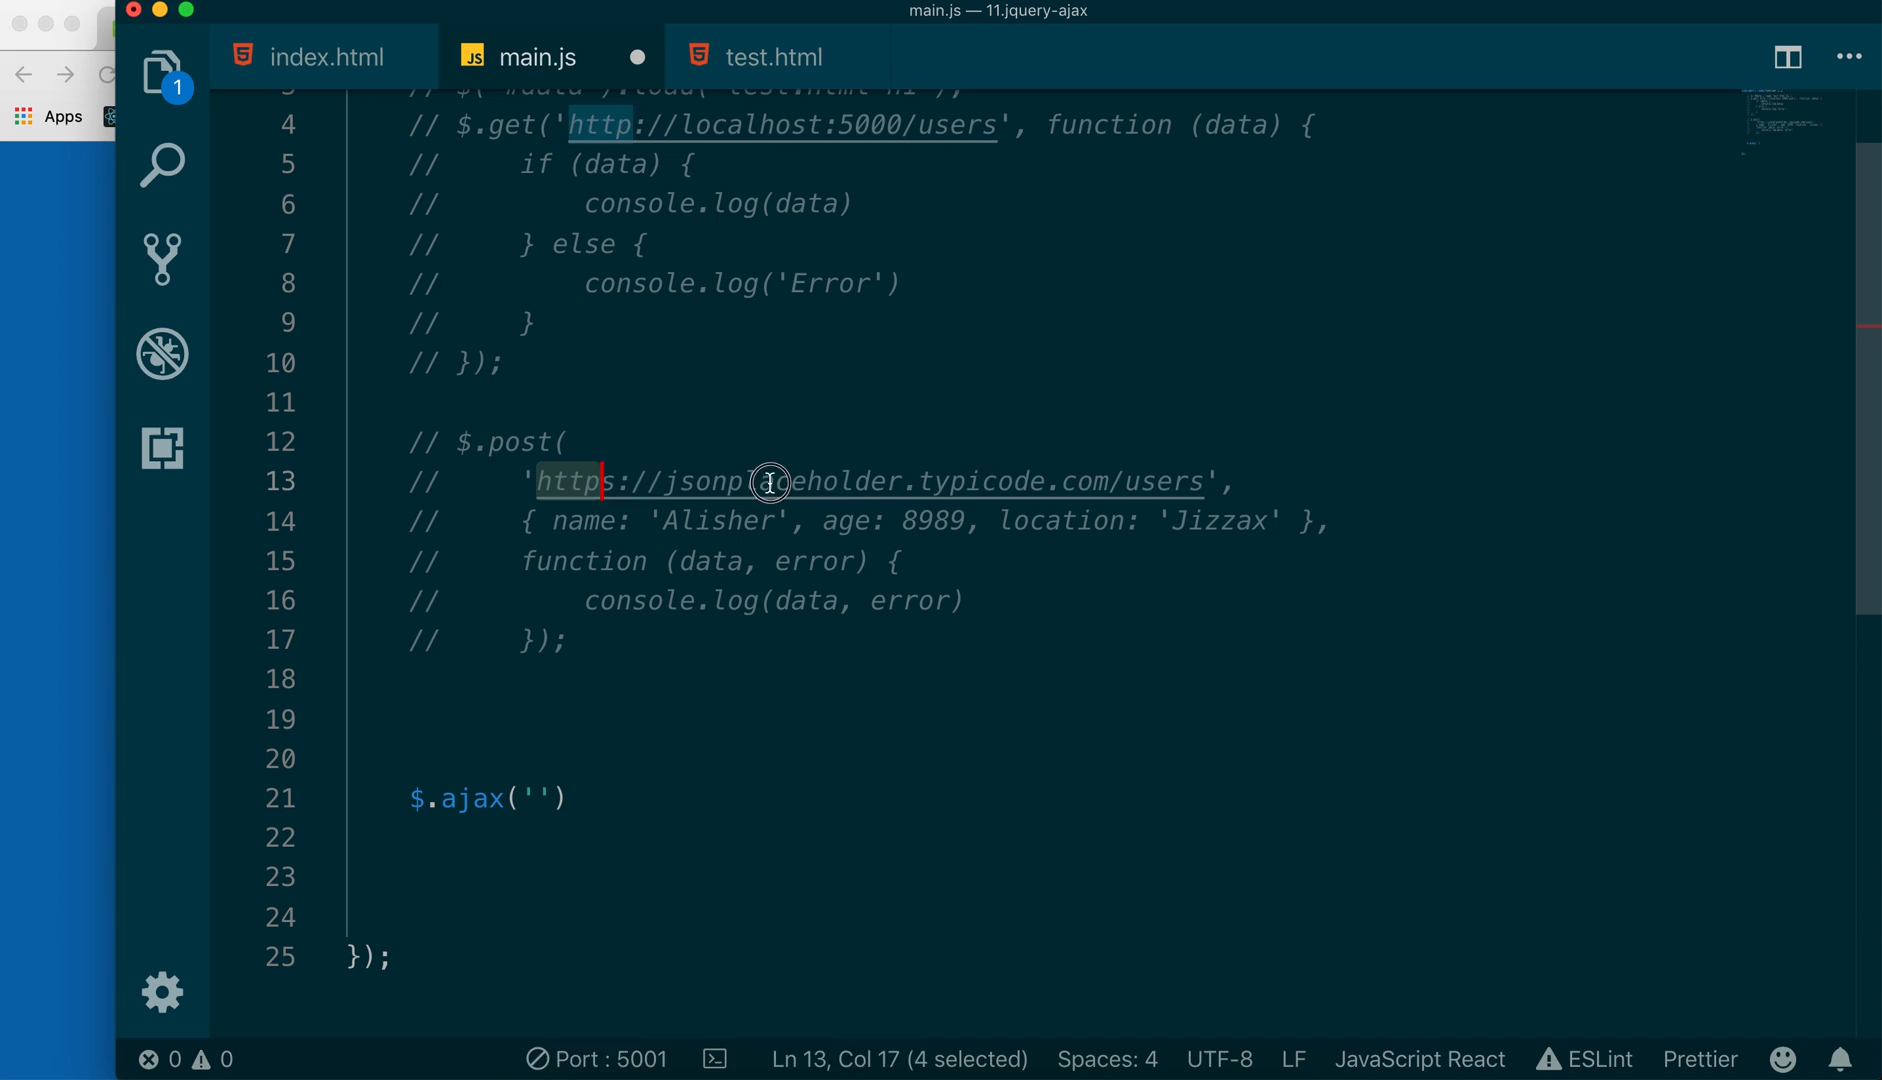 main.js — 11.jquery-ajax
index.html
JS main.js
test.html
1
Apps
4 // $.get('http://localhost:5000/users', function (data) {
5 //     if (data) {
6 //         console.log(data)
7 //     } else {
8 //         console.log('Error')
9 //     }
10 // });
11
12 // $.post(
13 //     'https://jsonplaceholder.typicode.com/users',
14 //     { name: 'Alisher', age: 8989, location: 'Jizzax' },
15 //     function (data, error) {
16 //         console.log(data, error)
17 //     });
18
19
20
21 $.ajax('')
22
23
24
25 });
0 0 Port : 5001 Ln 13, Col 17 (4 selected) Spaces: 4 UTF-8 LF JavaScript React ESLint Prettier